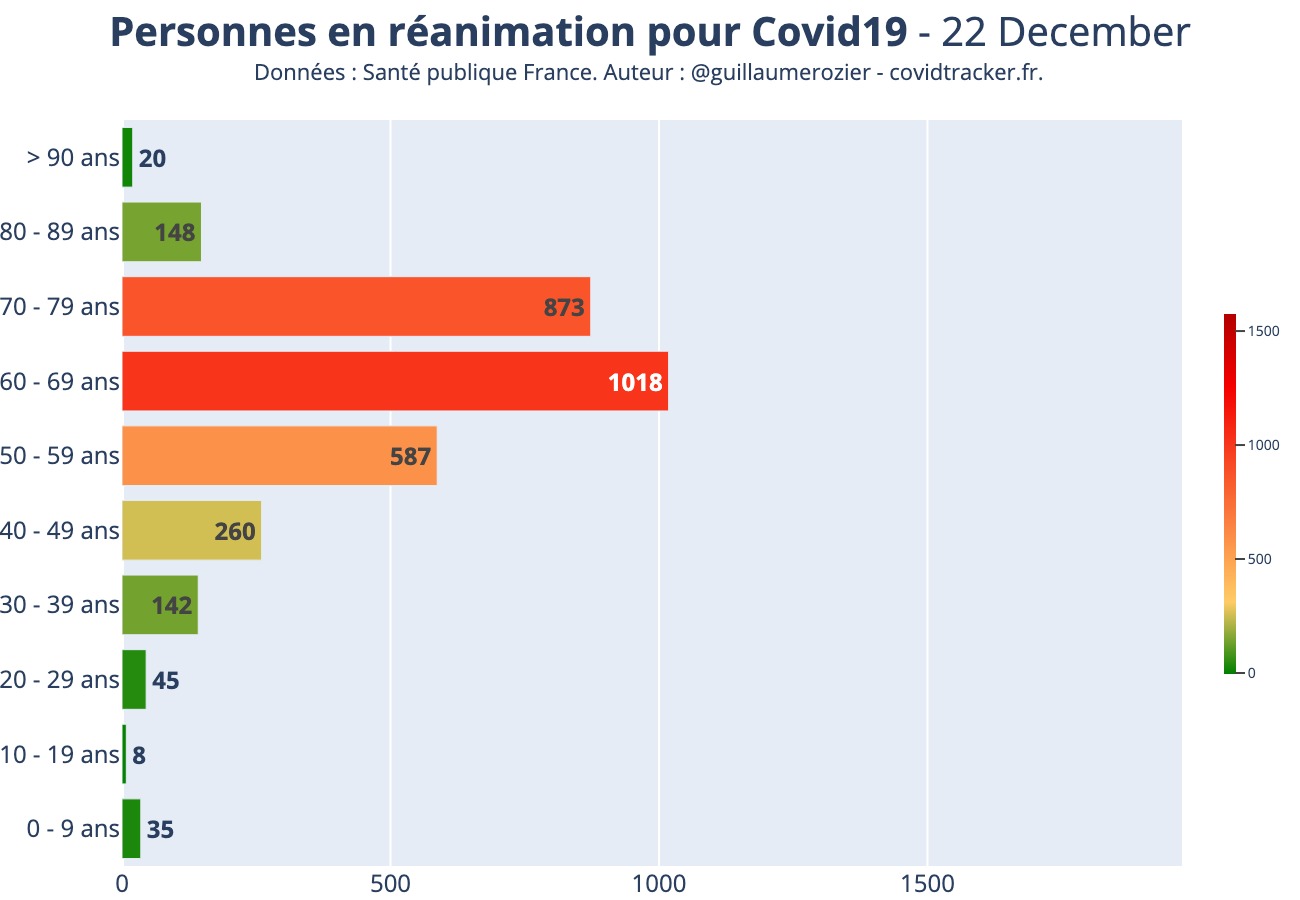 Personnes en réanimation pour Covid19 - 22 December
Données : Santé publique France. Auteur : @guillaumerozier - covidtracker.fr.
> 90 ans 20
80 - 89 ans 148
70 - 79 ans 873
60 - 69 ans 1018
50 - 59 ans 587
40 - 49 ans 260
30 - 39 ans 142
20 - 29 ans 45
10 - 19 ans 8
0 - 9 ans 35
0 500 1000 1500
1500
1000
500
0